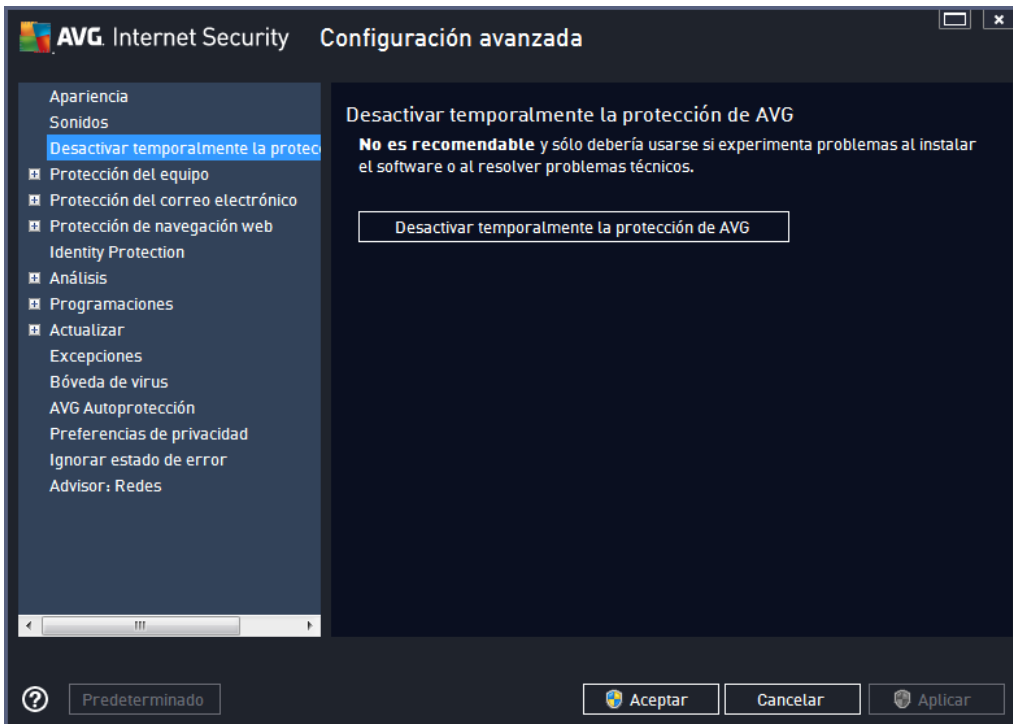 AVG. Internet Security Configuración avanzada
Apariencia
Sonidos
Desactivar temporalmente la protec
Protección del equipo
Protección del correo electrónico
Protección de navegación web
Identity Protection
Análisis
Programaciones
Actualizar
Excepciones
Bóveda de virus
AVG Autoprotección
Preferencias de privacidad
Ignorar estado de error
Advisor: Redes
Desactivar temporalmente la protección de AVG
No es recomendable y sólo debería usarse si experimenta problemas al instalar
el software o al resolver problemas técnicos.
Desactivar temporalmente la protección de AVG
Predeterminado
Aceptar
Cancelar
Aplicar